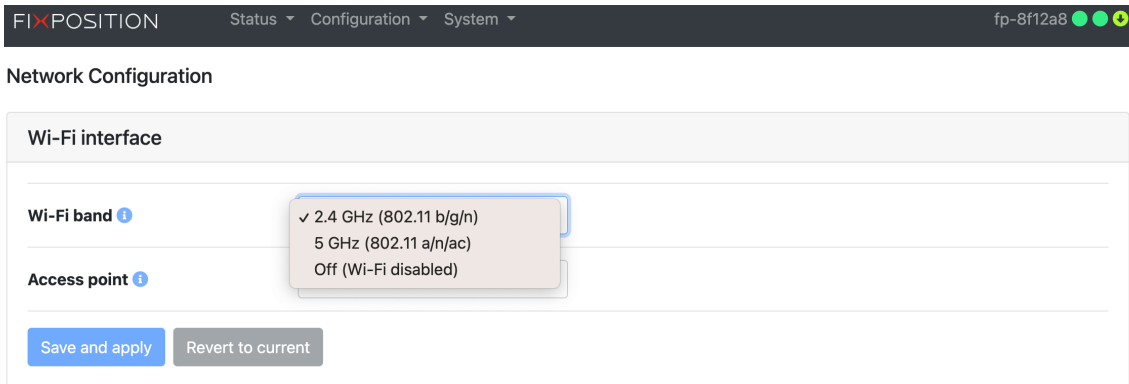 FIXPOSITION Status Configuration System fp-8f12a8
Network Configuration
Wi-Fi interface
Wi-Fi band
✓ 2.4 GHz (802.11 b/g/n)
5 GHz (802.11 a/n/ac)
Off (Wi-Fi disabled)
Access point
Save and apply Revert to current